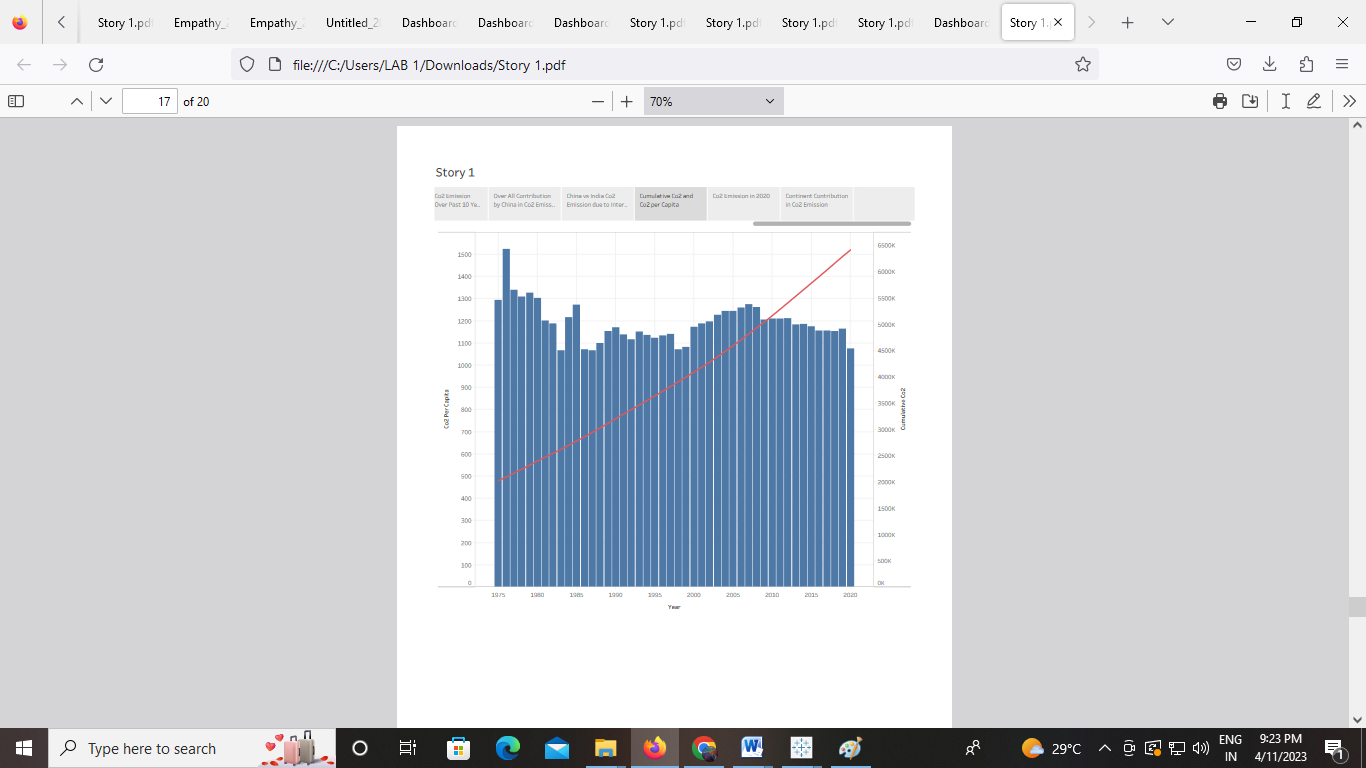 Story 1.pdf
Empathy_
Empathy_
Untitled_2
Dashboard
Dashboard
Dashboard
Story 1.pdf
Story 1.pdf
Story 1.pdf
Story 1.pdf
Dashboard
Story 1.
file:///C:/Users/LAB 1/Downloads/Story 1.pdf
17 of 20
70%
Story 1
Co2 Emission
Over Past 10 Ye..
Over All Contribution
by China in Co2 Emiss..
China vs India Co2
Emission due to Inter..
Cumulative Co2 and
Co2 per Capita
Co2 Emission in 2020
Continent Contribution
in Co2 Emission
Co2 Per Capita
1500
1400
1300
1200
1100
1000
900
800
700
600
500
400
300
200
100
0
6500K
6000K
5500K
5000K
4500K
4000K
3500K
3000K
2500K
2000K
1500K
1000K
500K
0K
Cumulative Co2
1975 1980 1985 1990 1995 2000 2005 2010 2015 2020
Year
Type here to search
29°C
ENG
IN
9:23 PM
4/11/2023
1